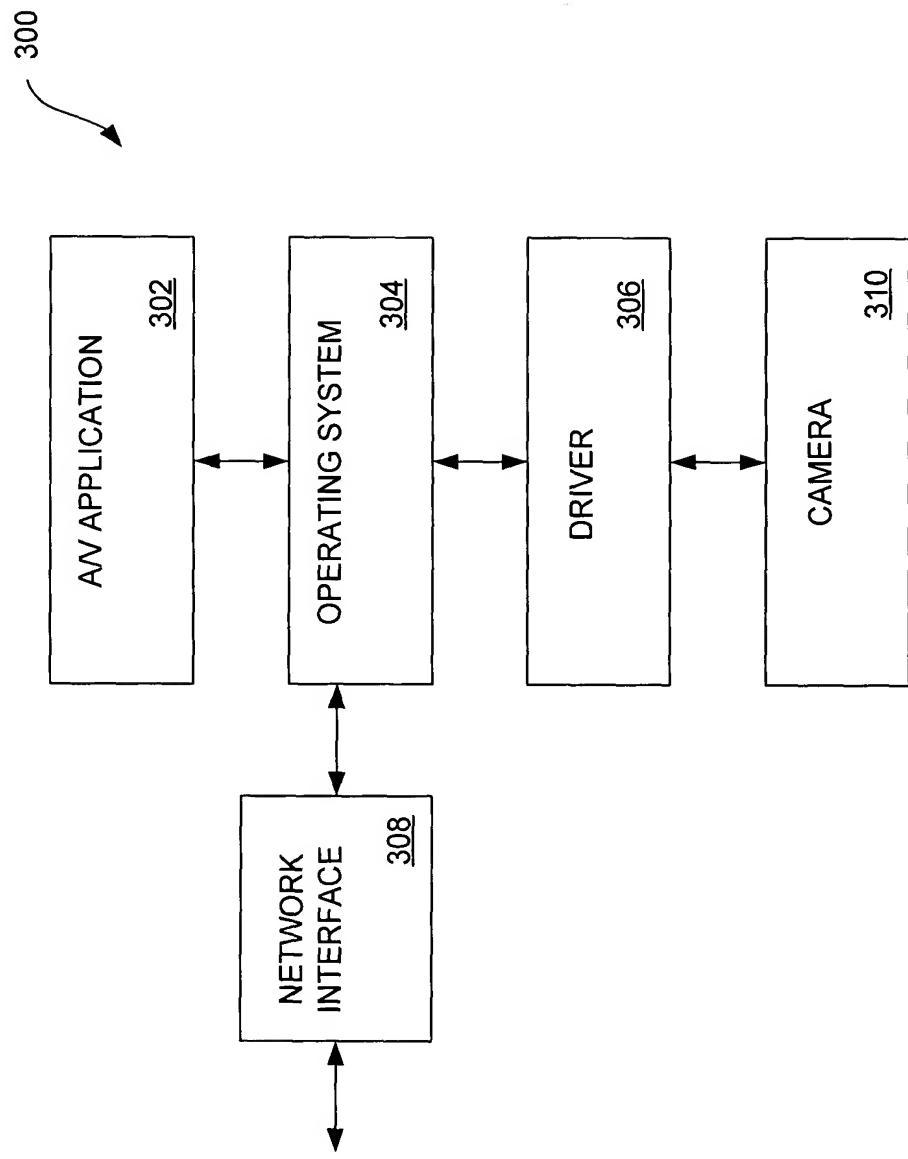 300
A/V APPLICATION
302
OPERATING SYSTEM
304
DRIVER
306
CAMERA
310
NETWORK
INTERFACE
308